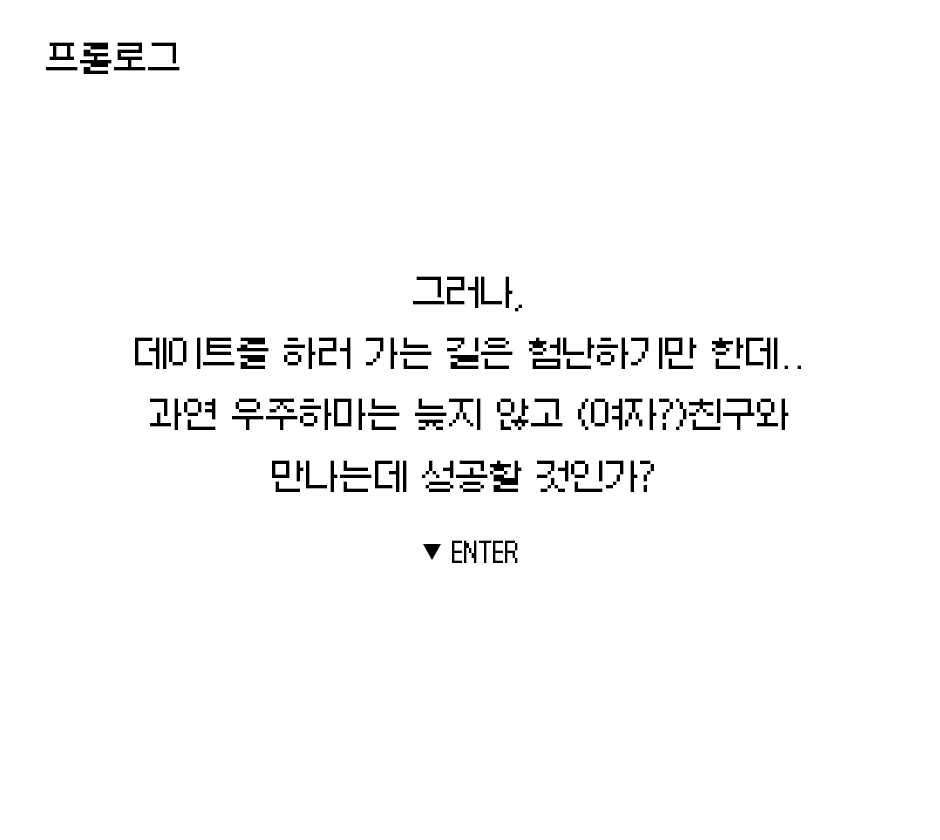 프롤로그
그러나,
데이트를 하러 가는 길은 험난하기만 한데..
과연 우주하마는 늦지 않고 (여자?)친구와
만나는데 성공할 것인가?
▼ ENTER